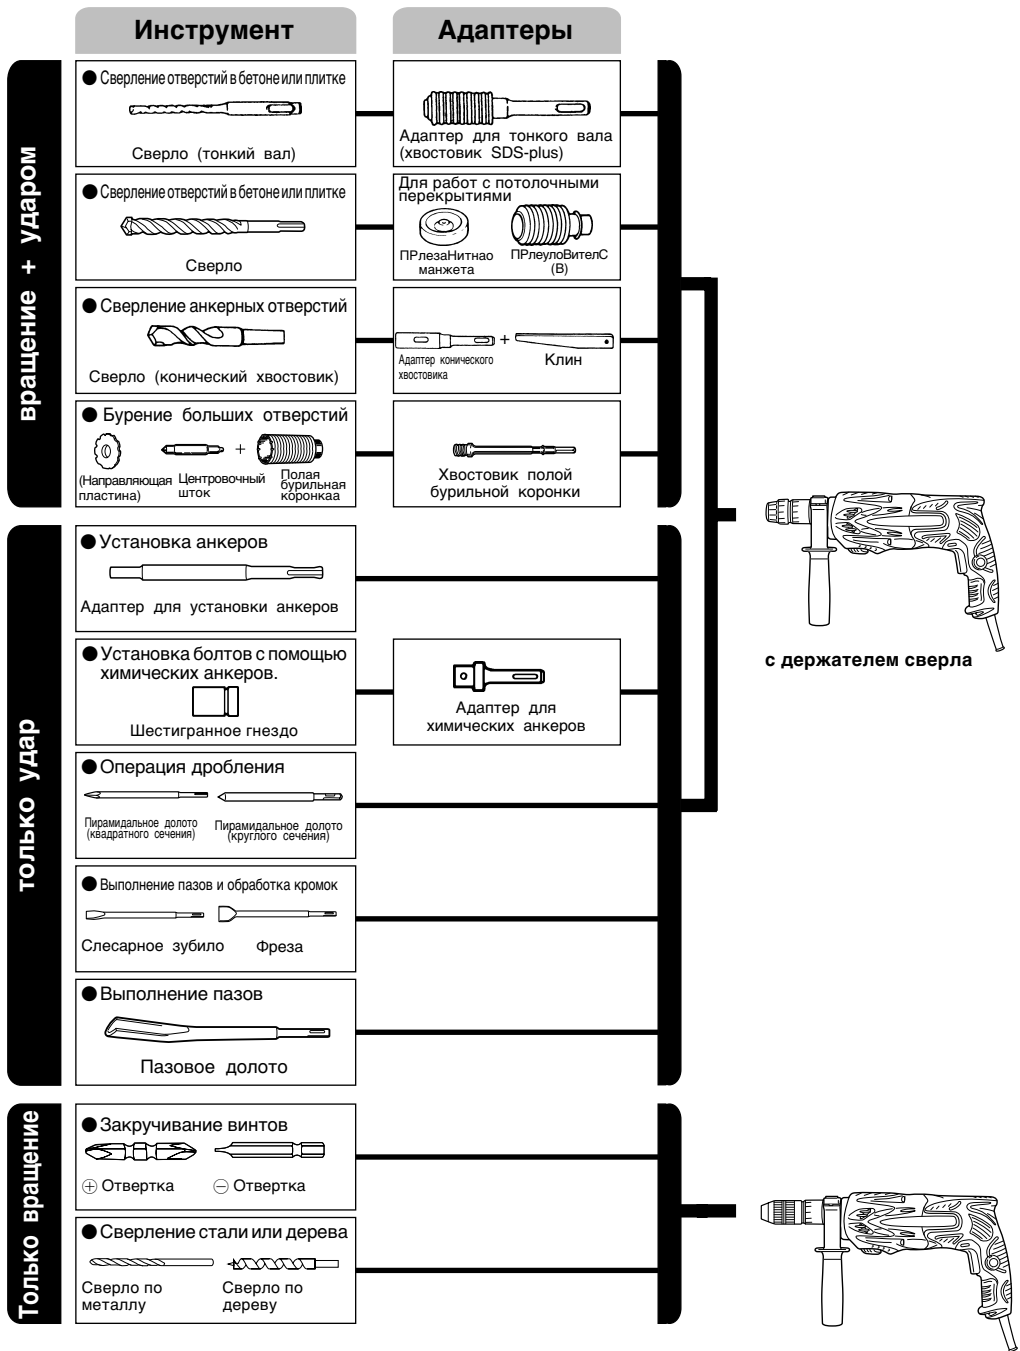 Инструмент
Адаптеры
вращение + ударом
● Сверление отверстий в бетоне или плитке
Сверло (тонкий вал)
Адаптер для тонкого вала
(хвостовик SDS-plus)
● Сверление отверстий в бетоне или плитке
Сверло
Для работ с потолочными
перекрытиями
ПРлезаНитнао
манжета
ПРлеулоВителС
(B)
● Сверление анкерных отверстий
Сверло (конический хвостовик)
Адаптер конического
хвостовика
+
Клин
● Бурение больших отверстий
+
(Направляющая
пластина)
Центровочный
шток
Полая
бурильная
коронкаа
Хвостовик полой
бурильной коронки
с держателем сверла
только удар
● Установка анкеров
Адаптер для установки анкеров
● Установка болтов с помощью
химических анкеров.
Шестигранное гнездо
Адаптер для
химических анкеров
● Операция дробления
Пирамидальное долото
(квадратного сечения)
Пирамидальное долото
(круглого сечения)
● Выполнение пазов и обработка кромок
Слесарное зубило
Фреза
● Выполнение пазов
Пазовое долото
Только вращение
● Закручивание винтов
⊕ Отвертка
⊖ Отвертка
● Сверление стали или дерева
Сверло по
металлу
Сверло по
дереву